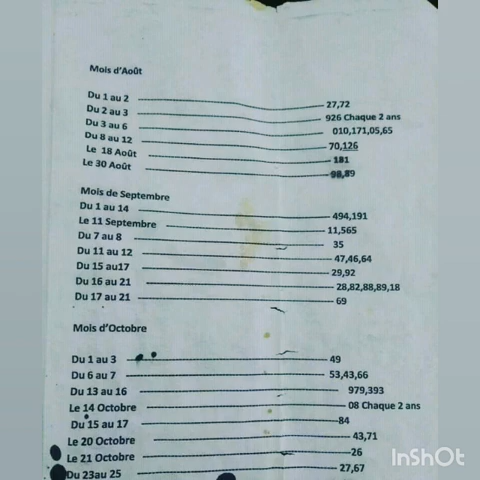 Mois d'Août
Du 1 au 2 27,72
Du 2 au 3 926 Chaque 2 ans
Du 3 au 6 010,171,05,65
Du 8 au 12 70,126
Le 18 Août 181
Le 30 Août 98,89
Mois de Septembre
Du 1 au 14 494,191
Le 11 Septembre 11,565
Du 7 au 8 35
Du 11 au 12 47,46,64
Du 15 au17 29,92
Du 16 au 21 28,82,88,89,18
Du 17 au 21 69
Mois d'Octobre
Du 1 au 3 49
Du 6 au 7 53,43,66
Du 13 au 16 979,393
Le 14 Octobre 08 Chaque 2 ans
Du 15 au 17 84
Le 20 Octobre 43,71
Le 21 Octobre 26
Du 23au 25 27,67
InShOt